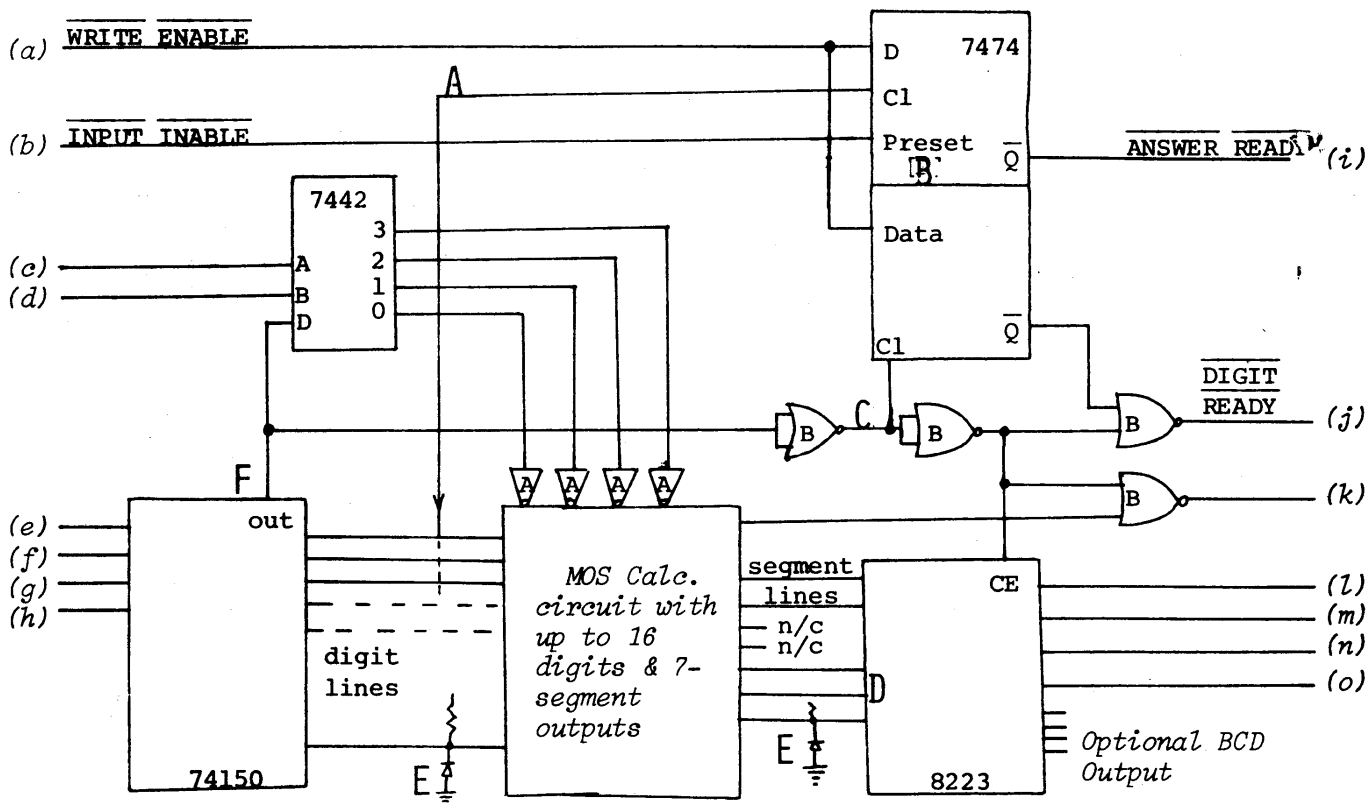 (a) WRITE ENABLE
D 7474
A
Cl
(b) INPUT INABLE
Preset
[B]
Q
ANSWER READY (i)
7442
3
Data
(c) A 2
(d) B 1
D 0
Q
Cl
DIGIT
READY (j)
B C B B
F
A A A A
B (k)
out
(e)
(f)
(g)
(h)
MOS Calc.
circuit with
up to 16
digits & 7-
segment
outputs
segment
lines
n/c
n/c
CE
(l)
(m)
(n)
(o)
digit
lines
D
E
E
Optional BCD
Output
74150
8223